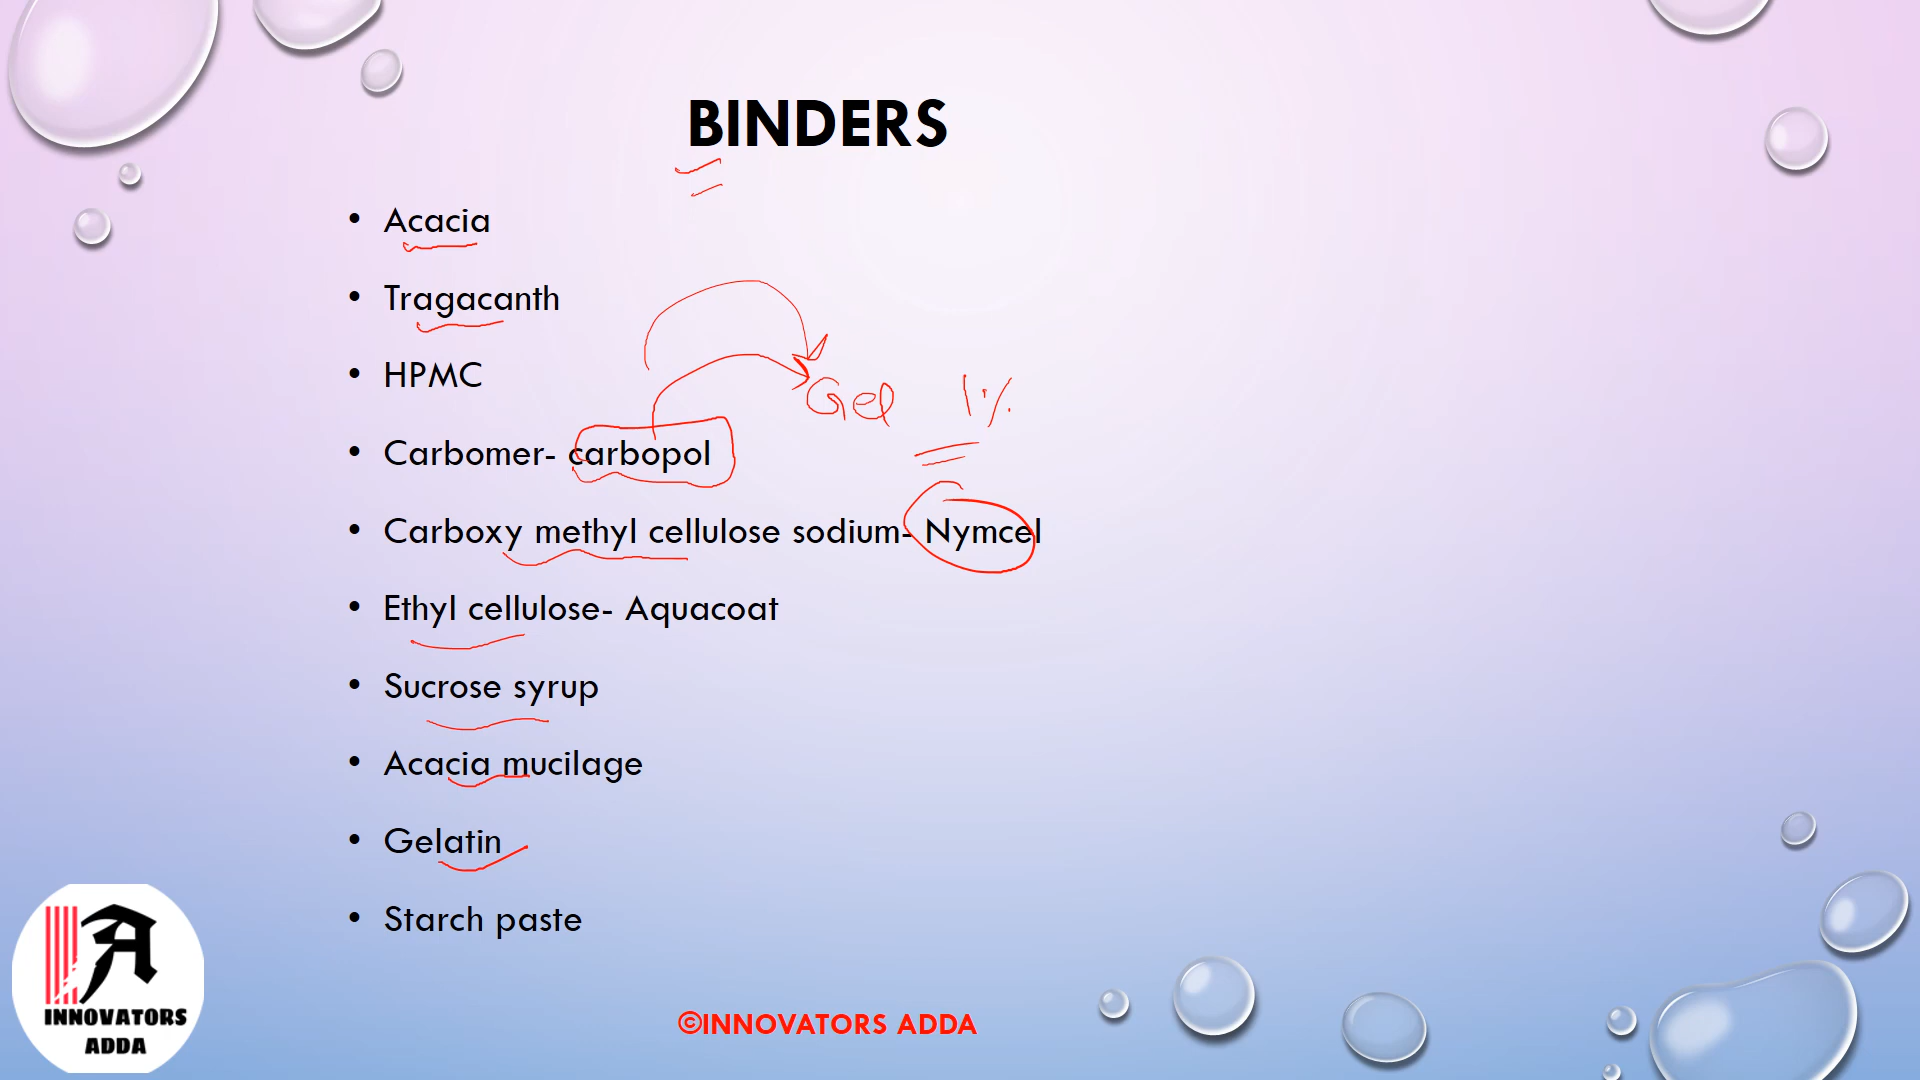 BINDERS
• Acacia
• Tragacanth
• HPMC
Gel 1%
• Carbomer- carbopol
• Carboxy methyl cellulose sodium- Nymcel
• Ethyl cellulose- Aquacoat
• Sucrose syrup
• Acacia mucilage
• Gelatin
• Starch paste
A
INNOVATORS
ADDA
©INNOVATORS ADDA